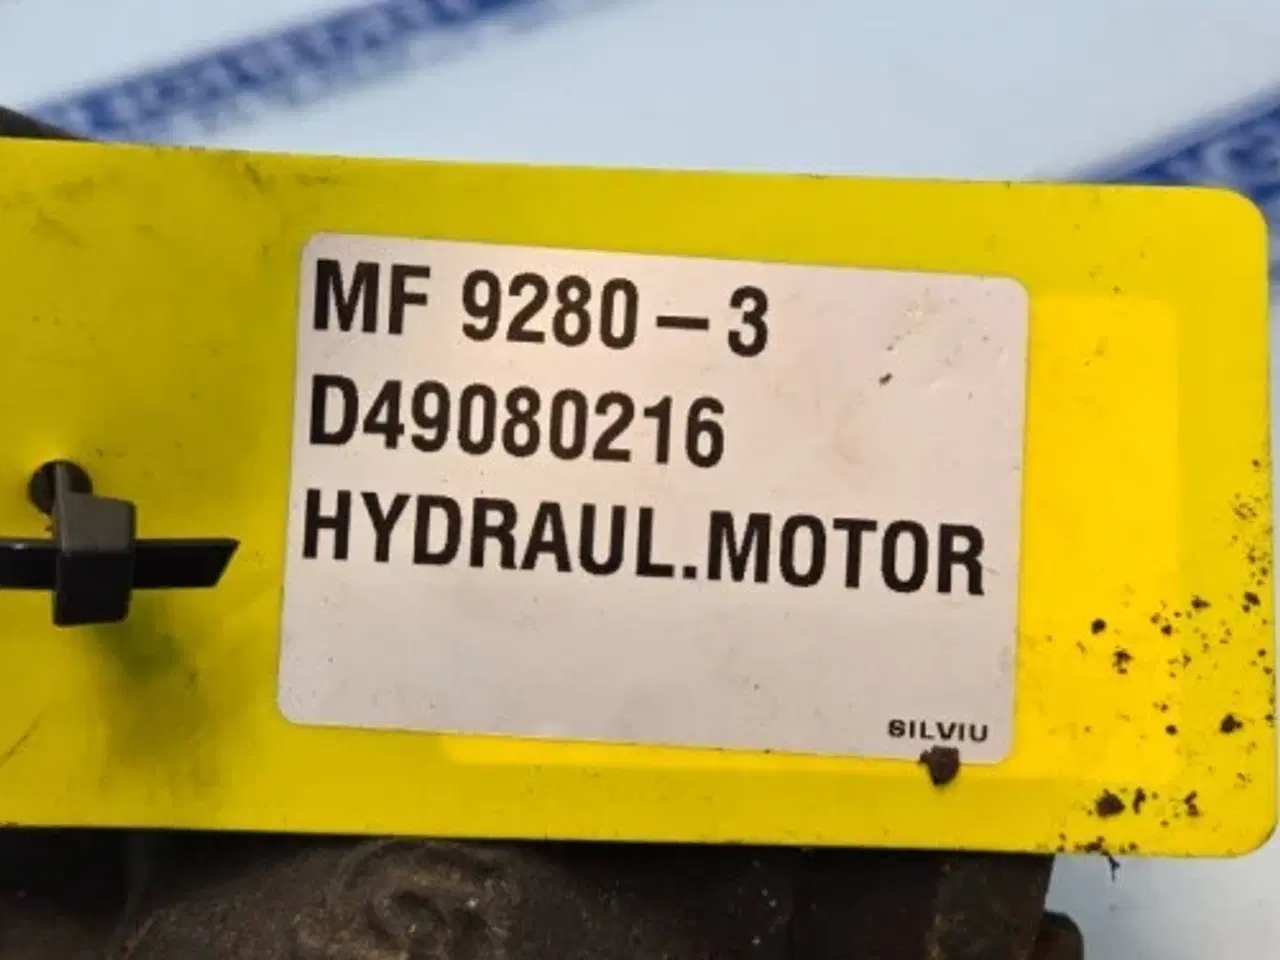 MF 9280-3
D49080216
HYDRAUL.MOTOR
SILVIU